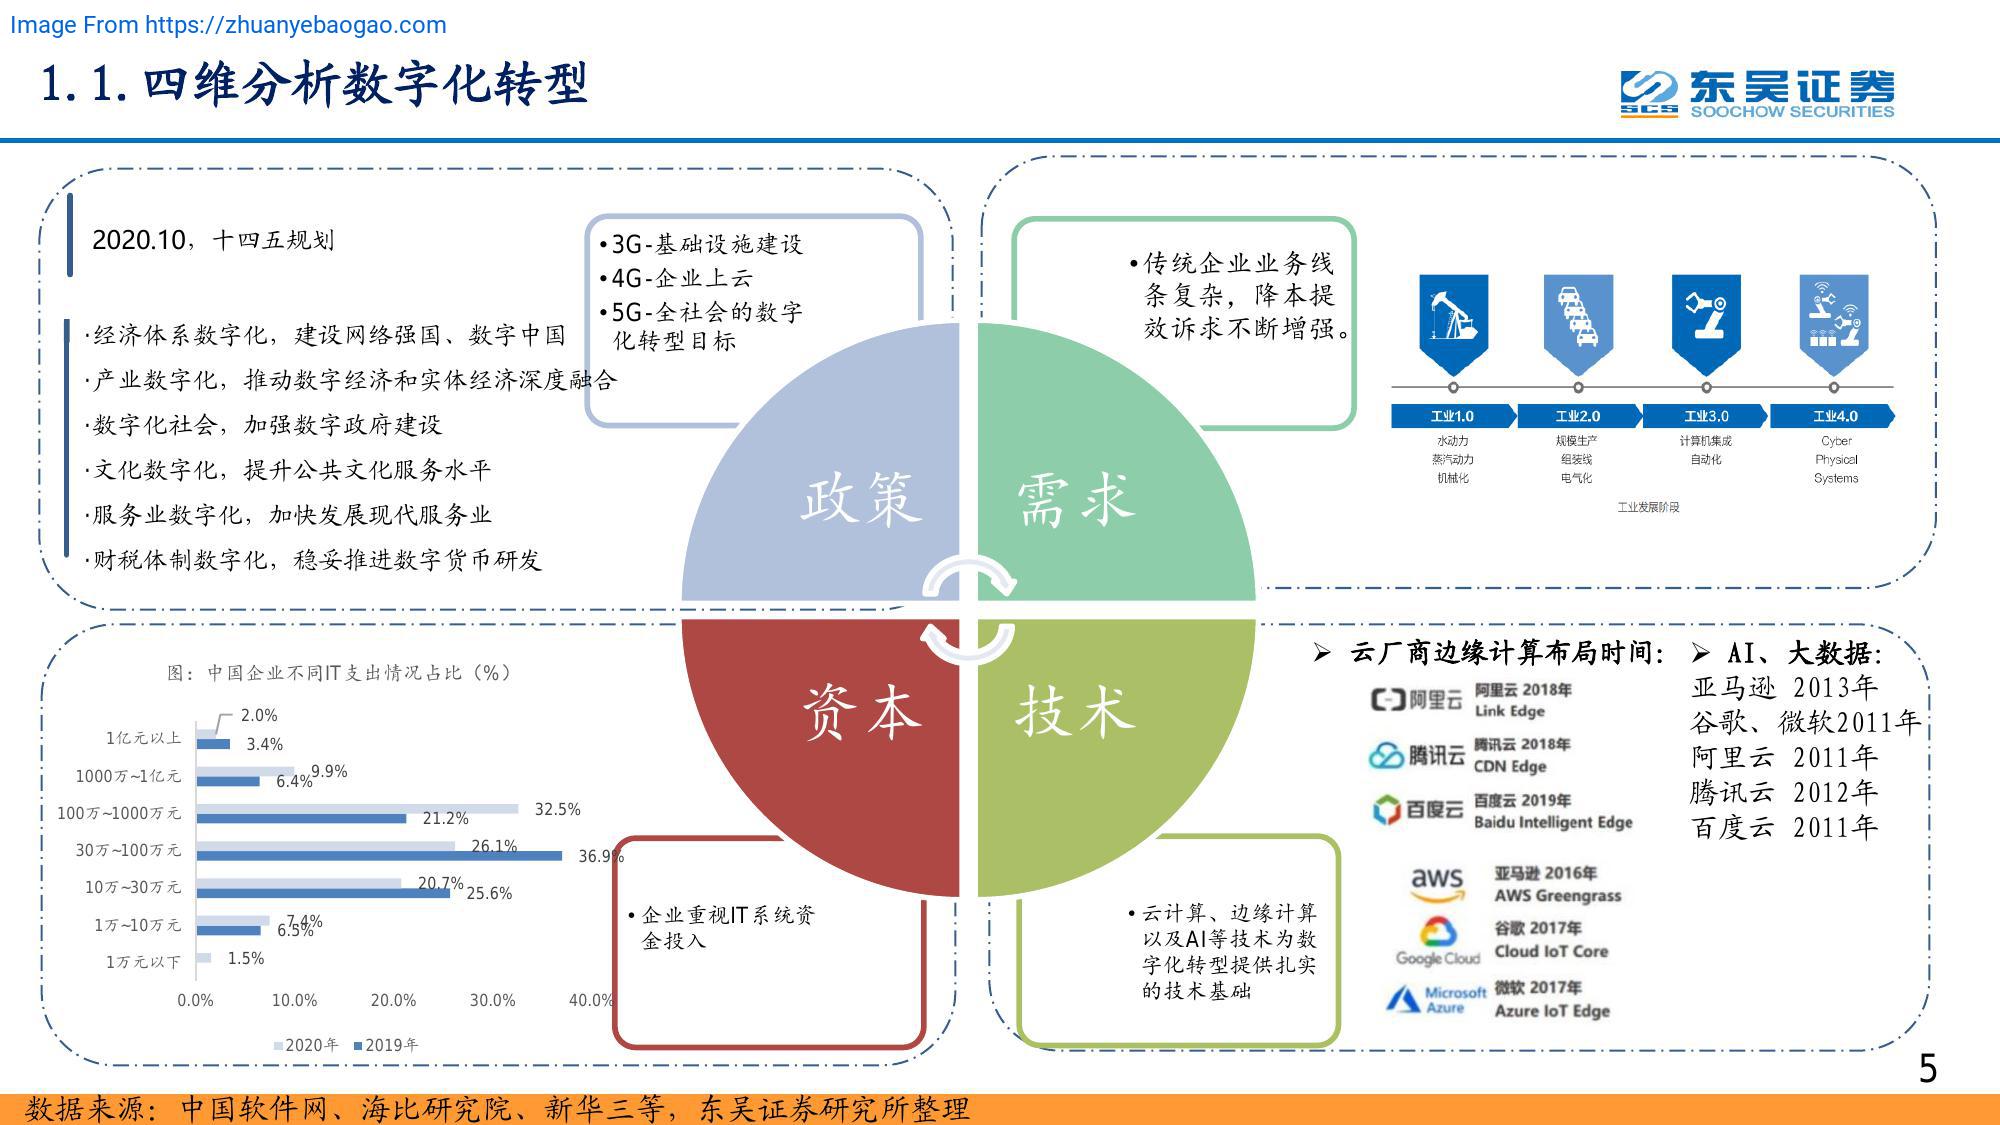 Image From https://zhuanyebaogao.com
1.1.四维分析数字化转型
东吴证券
SCS
SOOCHOW SECURITIES
2020.10，十四五规划
·经济体系数字化，建设网络强国、数字中国
·产业数字化，推动数字经济和实体经济深度融合
·数字化社会，加强数字政府建设
·文化数字化，提升公共文化服务水平
·服务业数字化，加快发展现代服务业
·财税体制数字化，稳妥推进数字货币研发
•3G-基础设施建设
•4G-企业上云
•5G-全社会的数字
化转型目标
政策
需求
•传统企业业务线
条复杂，降本提
效诉求不断增强。
工业1.0
工业2.0
工业3.0
工业4.0
水动力
蒸汽动力
机械化
规模生产
组装线
电气化
计算机集成
自动化
Cyber
Physical
Systems
工业发展阶段
图：中国企业不同IT支出情况占比（%）
1亿元以上
2.0%
3.4%
1000万~1亿元
9.9%
6.4%
100万~1000万元
32.5%
21.2%
30万~100万元
26.1%
36.9%
10万~30万元
20.7%
25.6%
1万~10万元
7.4%
6.5%
1万元以下
1.5%
0.0%
10.0%
20.0%
30.0%
40.0%
2020年
2019年
资本
技术
•企业重视IT系统资
金投入
•云计算、边缘计算
以及AI等技术为数
字化转型提供扎实
的技术基础
➢ 云厂商边缘计算布局时间：
阿里云
阿里云 2018年
Link Edge
腾讯云
腾讯云 2018年
CDN Edge
百度云
百度云 2019年
Baidu Intelligent Edge
aws
亚马逊 2016年
AWS Greengrass
Google Cloud
谷歌 2017年
Cloud IoT Core
Microsoft
Azure
微软 2017年
Azure IoT Edge
➢ AI、大数据：
亚马逊 2013年
谷歌、微软2011年
阿里云 2011年
腾讯云 2012年
百度云 2011年
5
数据来源：中国软件网、海比研究院、新华三等，东吴证券研究所整理